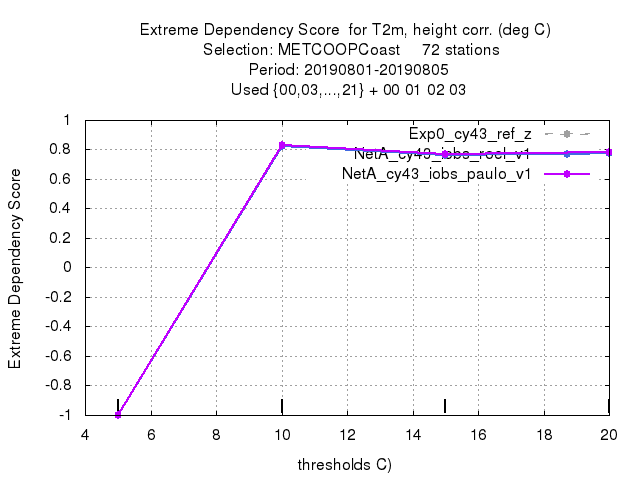 Extreme Dependency Score  for T2m, height corr. (deg C)
Selection: METCOOPCoast     72 stations
Period: 20190801-20190805
Used {00,03,...,21} + 00 01 02 03
Exp0_cy43_ref_z
NetA_cy43_iobs_roel_v1
NetA_cy43_iobs_paulo_v1
Extreme Dependency Score
1
0.8
0.6
0.4
0.2
0
-0.2
-0.4
-0.6
-0.8
-1
4 6 8 10 12 14 16 18 20
thresholds C)